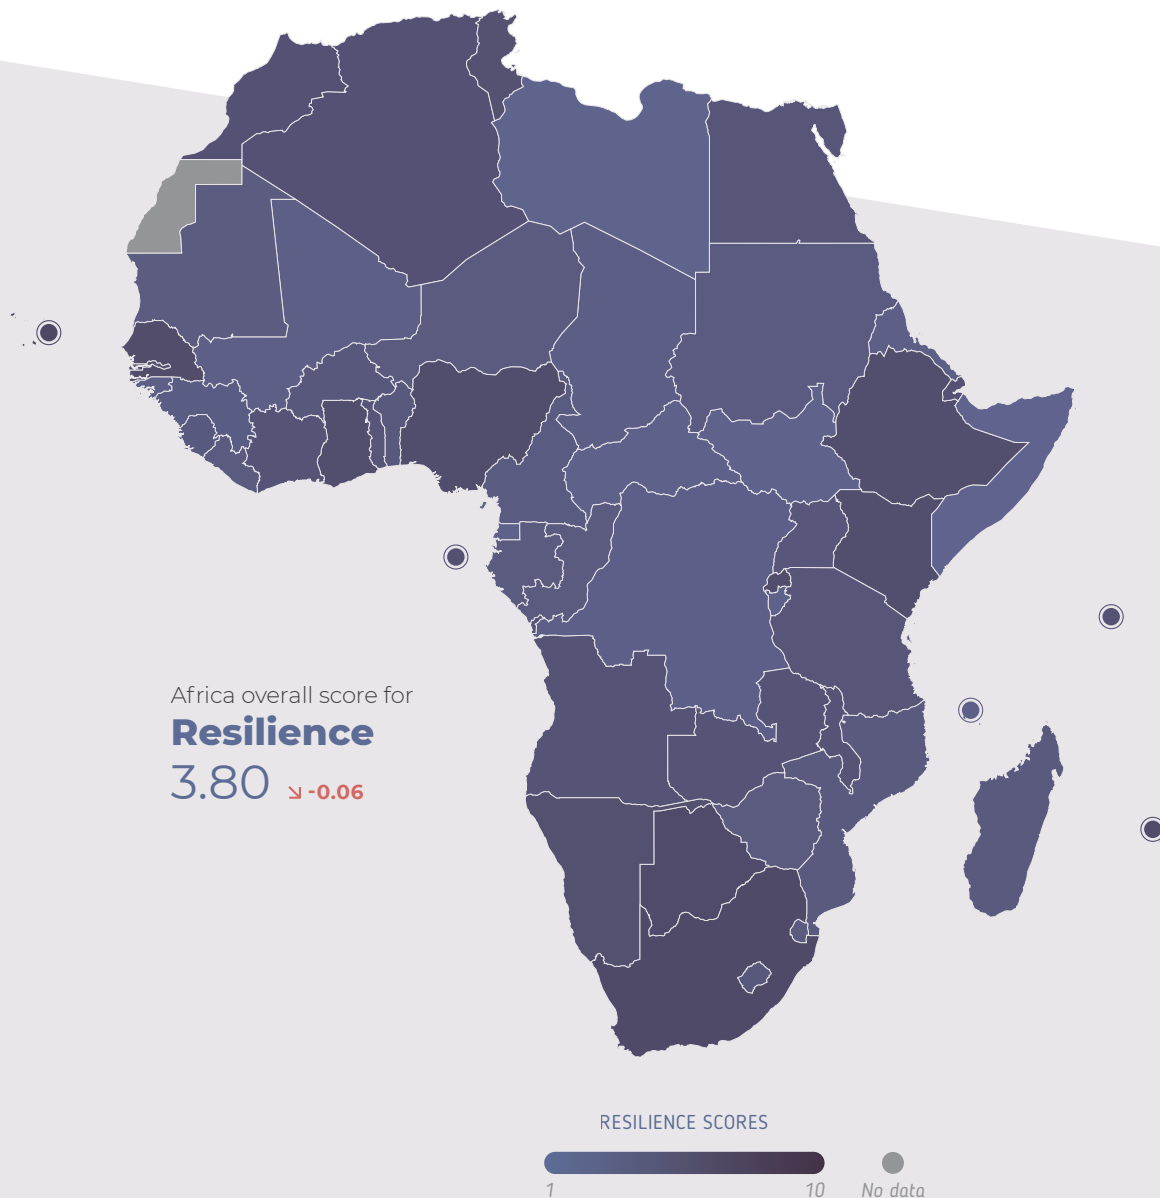 Africa overall score for
Resilience
3.80 ↘ -0.06
RESILIENCE SCORES
1 10 No data